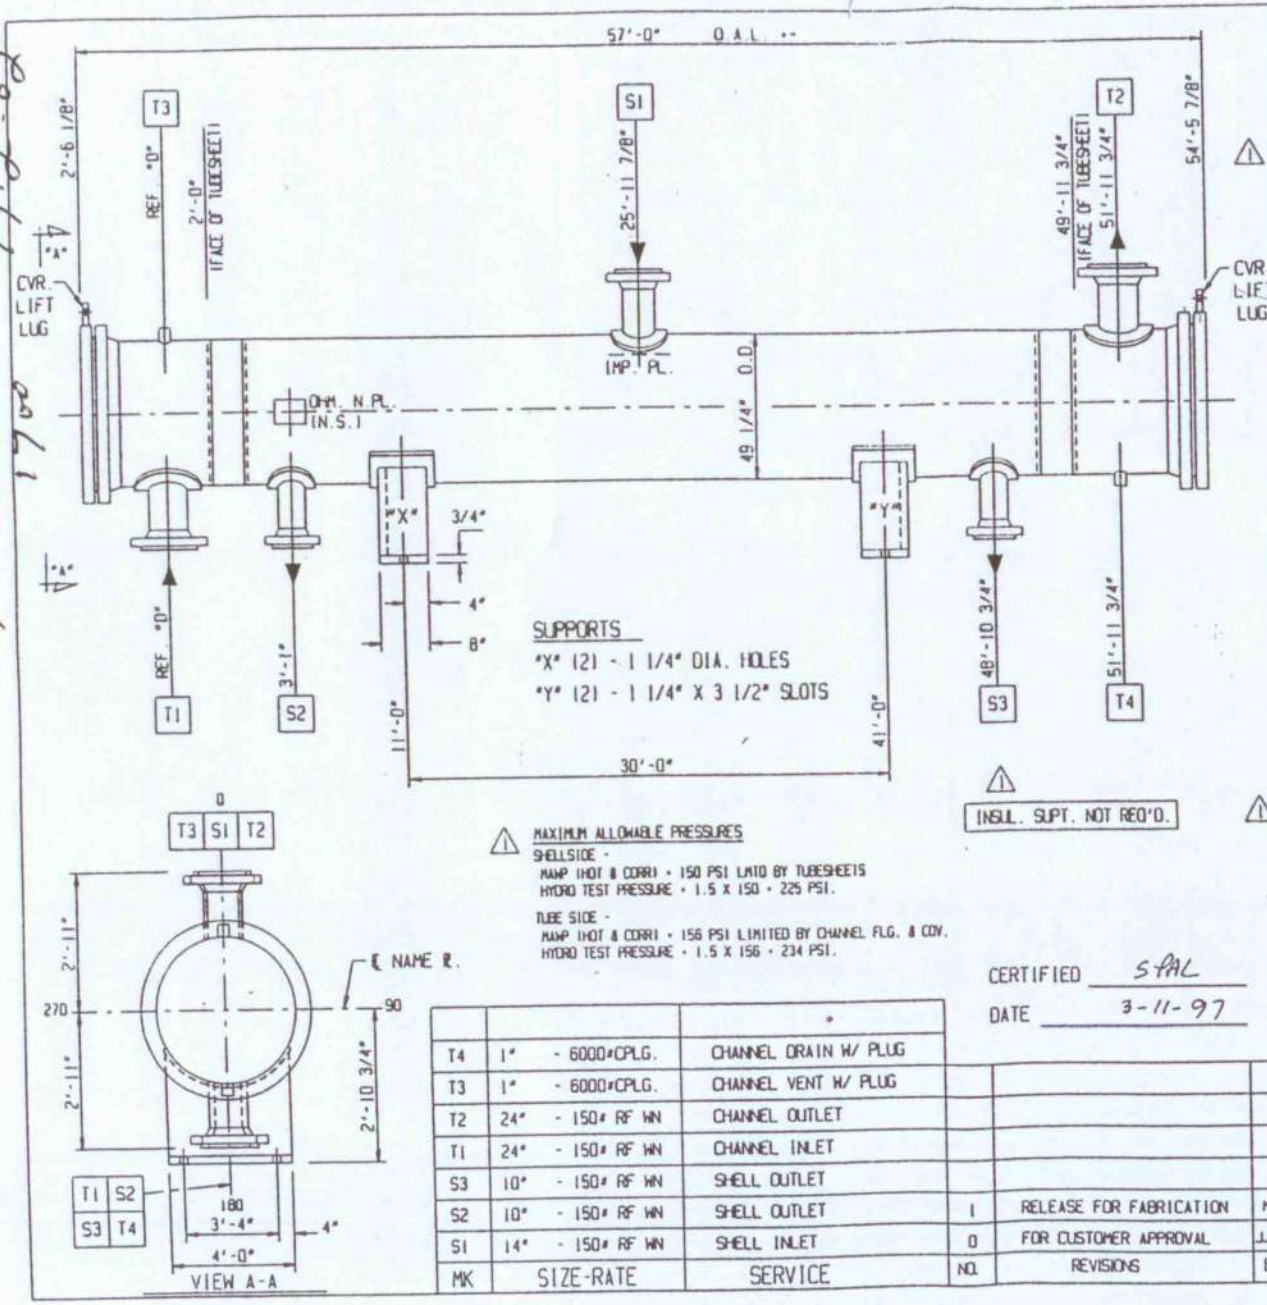 57'-0" O.A.L. +-
2'-6 1/8"
T3
REF. "0"
2'-0"
(FACE OF TUBESHEET)
S1
25'-11 7/8"
49'-11 3/4"
(FACE OF TUBESHEET)
T2
51'-11 3/4"
54'-5 7/8"
1
"A"
CVR.
LIFT
LUG
CVR
LIFT
LUG
IMP. PL.
OHM. N.PL.
(N.S.)
49 1/4" O.D.
"X"
"Y"
3/4"
4"
8"
"A"
REF. "0"
T1
3'-1"
S2
11'-0"
41'-0"
30'-0"
48'-10 3/4"
S3
51'-11 3/4"
T4
SUPPORTS
"X" (2) - 1 1/4" DIA. HOLES
"Y" (2) - 1 1/4" X 3 1/2" SLOTS
1
INSUL. SUPT. NOT REQ'D.
1
1
MAXIMUM ALLOWABLE PRESSURES
SHELLSIDE -
MAWP (HOT & CORR) = 150 PSI LMTD BY TUBESHEETS
HYDRO TEST PRESSURE = 1.5 X 150 = 225 PSI.
TUBE SIDE -
MAWP (HOT & CORR) = 156 PSI LIMITED BY CHANNEL FLG. & COV.
HYDRO TEST PRESSURE = 1.5 X 156 = 234 PSI.
0
T3 S1 T2
2'-11"
270
90
℄ NAME ℄.
2'-11"
2'-10 3/4"
T1 S2
S3 T4
180
3'-4"
4"
4'-0"
VIEW A-A
CERTIFIED SPAL
DATE 3-11-97
T4 1" - 6000#CPLG. CHANNEL DRAIN W/ PLUG
T3 1" - 6000#CPLG. CHANNEL VENT W/ PLUG
T2 24" - 150# RF WN CHANNEL OUTLET
T1 24" - 150# RF WN CHANNEL INLET
S3 10" - 150# RF WN SHELL OUTLET
S2 10" - 150# RF WN SHELL OUTLET
S1 14" - 150# RF WN SHELL INLET
MK SIZE-RATE SERVICE
1 RELEASE FOR FABRICATION
0 FOR CUSTOMER APPROVAL
NO. REVISIONS